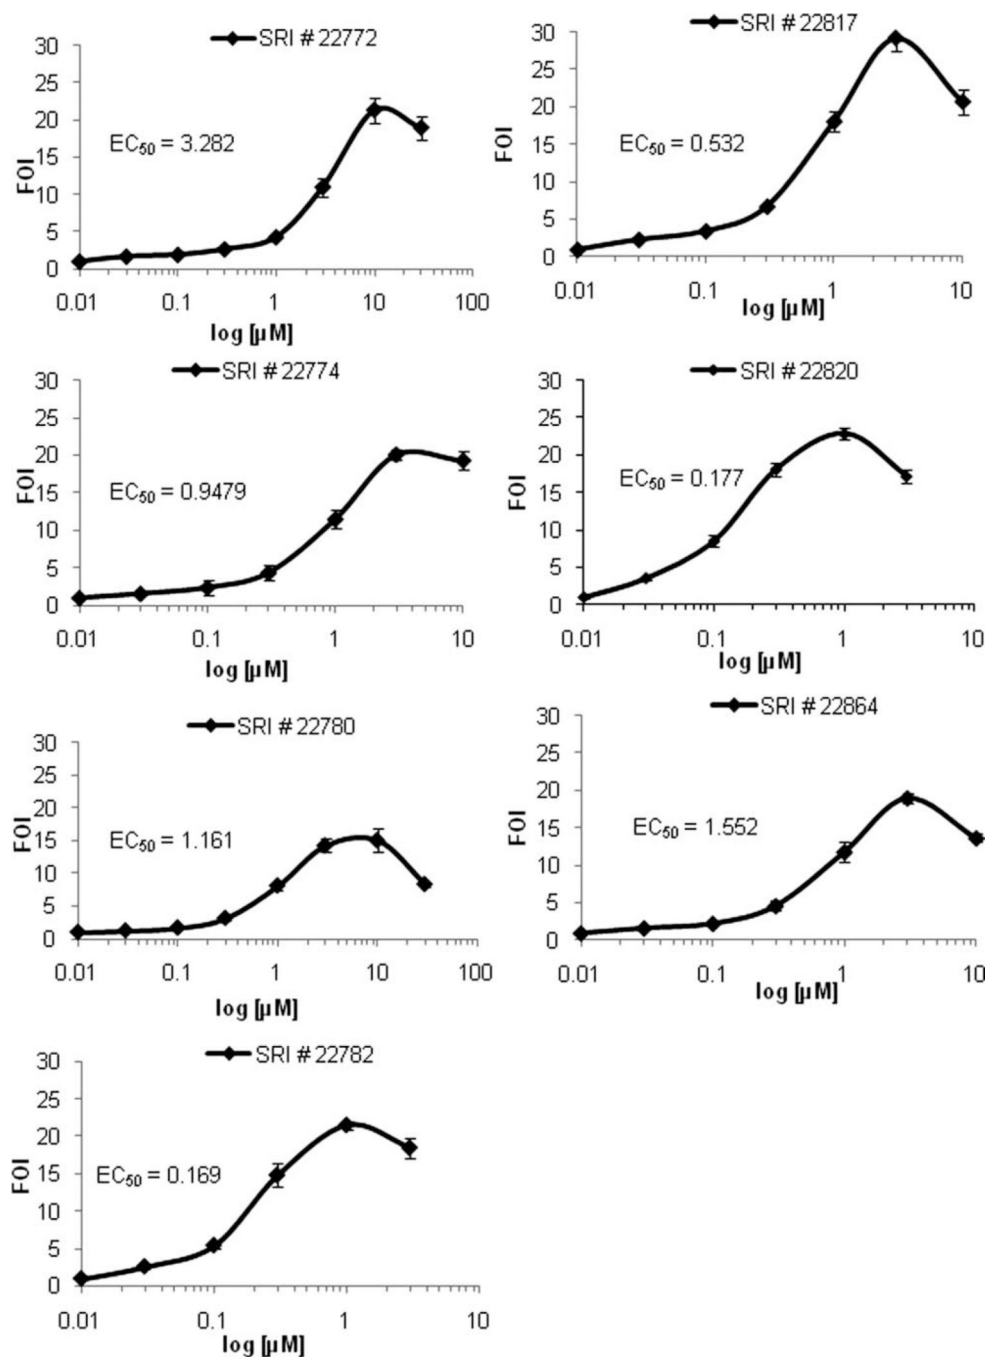 SRI # 22772
30
25
20
15
10
5
0
FOI
EC50 = 3.282
0.01 0.1 1 10 100
log [µM]
SRI # 22817
30
25
20
15
10
5
0
FOI
EC50 = 0.532
0.01 0.1 1 10
log [µM]
SRI # 22774
30
25
20
15
10
5
0
FOI
EC50 = 0.9479
0.01 0.1 1 10
log [µM]
SRI # 22820
30
25
20
15
10
5
0
FOI
EC50 = 0.177
0.01 0.1 1 10
log [µM]
SRI # 22780
30
25
20
15
10
5
0
FOI
EC50 = 1.161
0.01 0.1 1 10 100
log [µM]
SRI # 22864
30
25
20
15
10
5
0
FOI
EC50 = 1.552
0.01 0.1 1 10
log [µM]
SRI # 22782
30
25
20
15
10
5
0
FOI
EC50 = 0.169
0.01 0.1 1 10
log [µM]